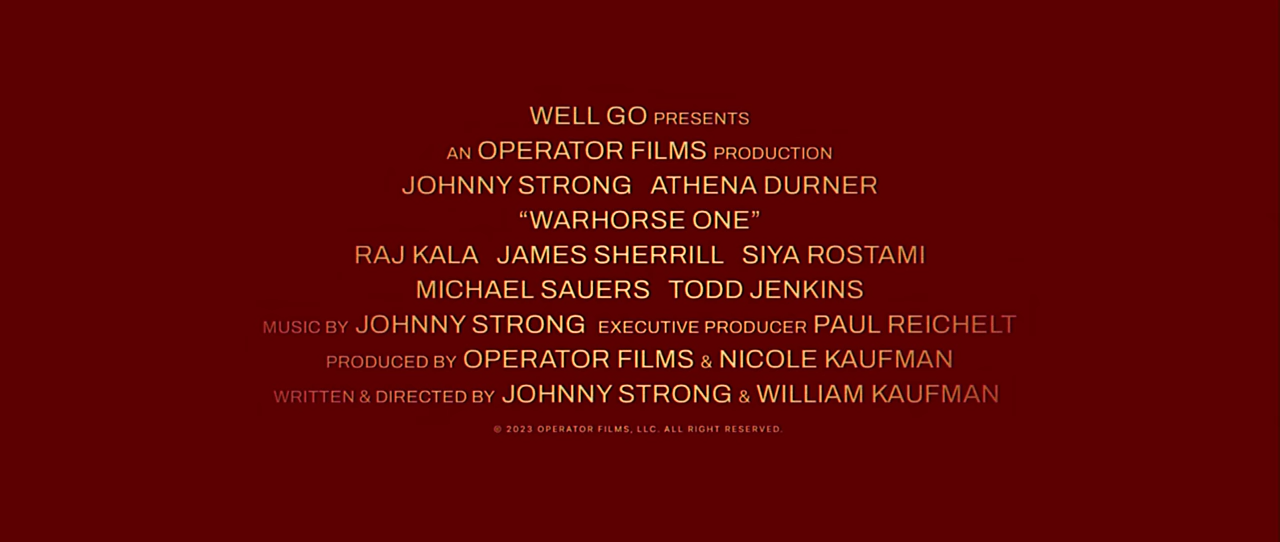 WELL GO PRESENTS
AN OPERATOR FILMS PRODUCTION
JOHNNY STRONG ATHENA DURNER
“WARHORSE ONE”
RAJ KALA JAMES SHERRILL SIYA ROSTAMI
MICHAEL SAUERS TODD JENKINS
MUSIC BY JOHNNY STRONG EXECUTIVE PRODUCER PAUL REICHELT
PRODUCED BY OPERATOR FILMS & NICOLE KAUFMAN
WRITTEN & DIRECTED BY JOHNNY STRONG & WILLIAM KAUFMAN
© 2023 OPERATOR FILMS, LLC. ALL RIGHT RESERVED.